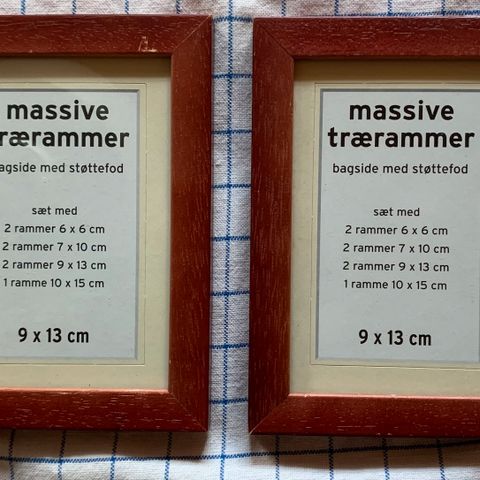 massive
rærammer
agside med støttefod
sæt med
2 rammer 6 x 6 cm
2 rammer 7 x 10 cm
2 rammer 9 x 13 cm
1 ramme 10 x 15 cm
9 x 13 cm
massive
trærammer
bagside med støttefod
sæt med
2 rammer 6 x 6 cm
2 rammer 7 x 10 cm
2 rammer 9 x 13 cm
1 ramme 10 x 15 cm
9 x 13 cm